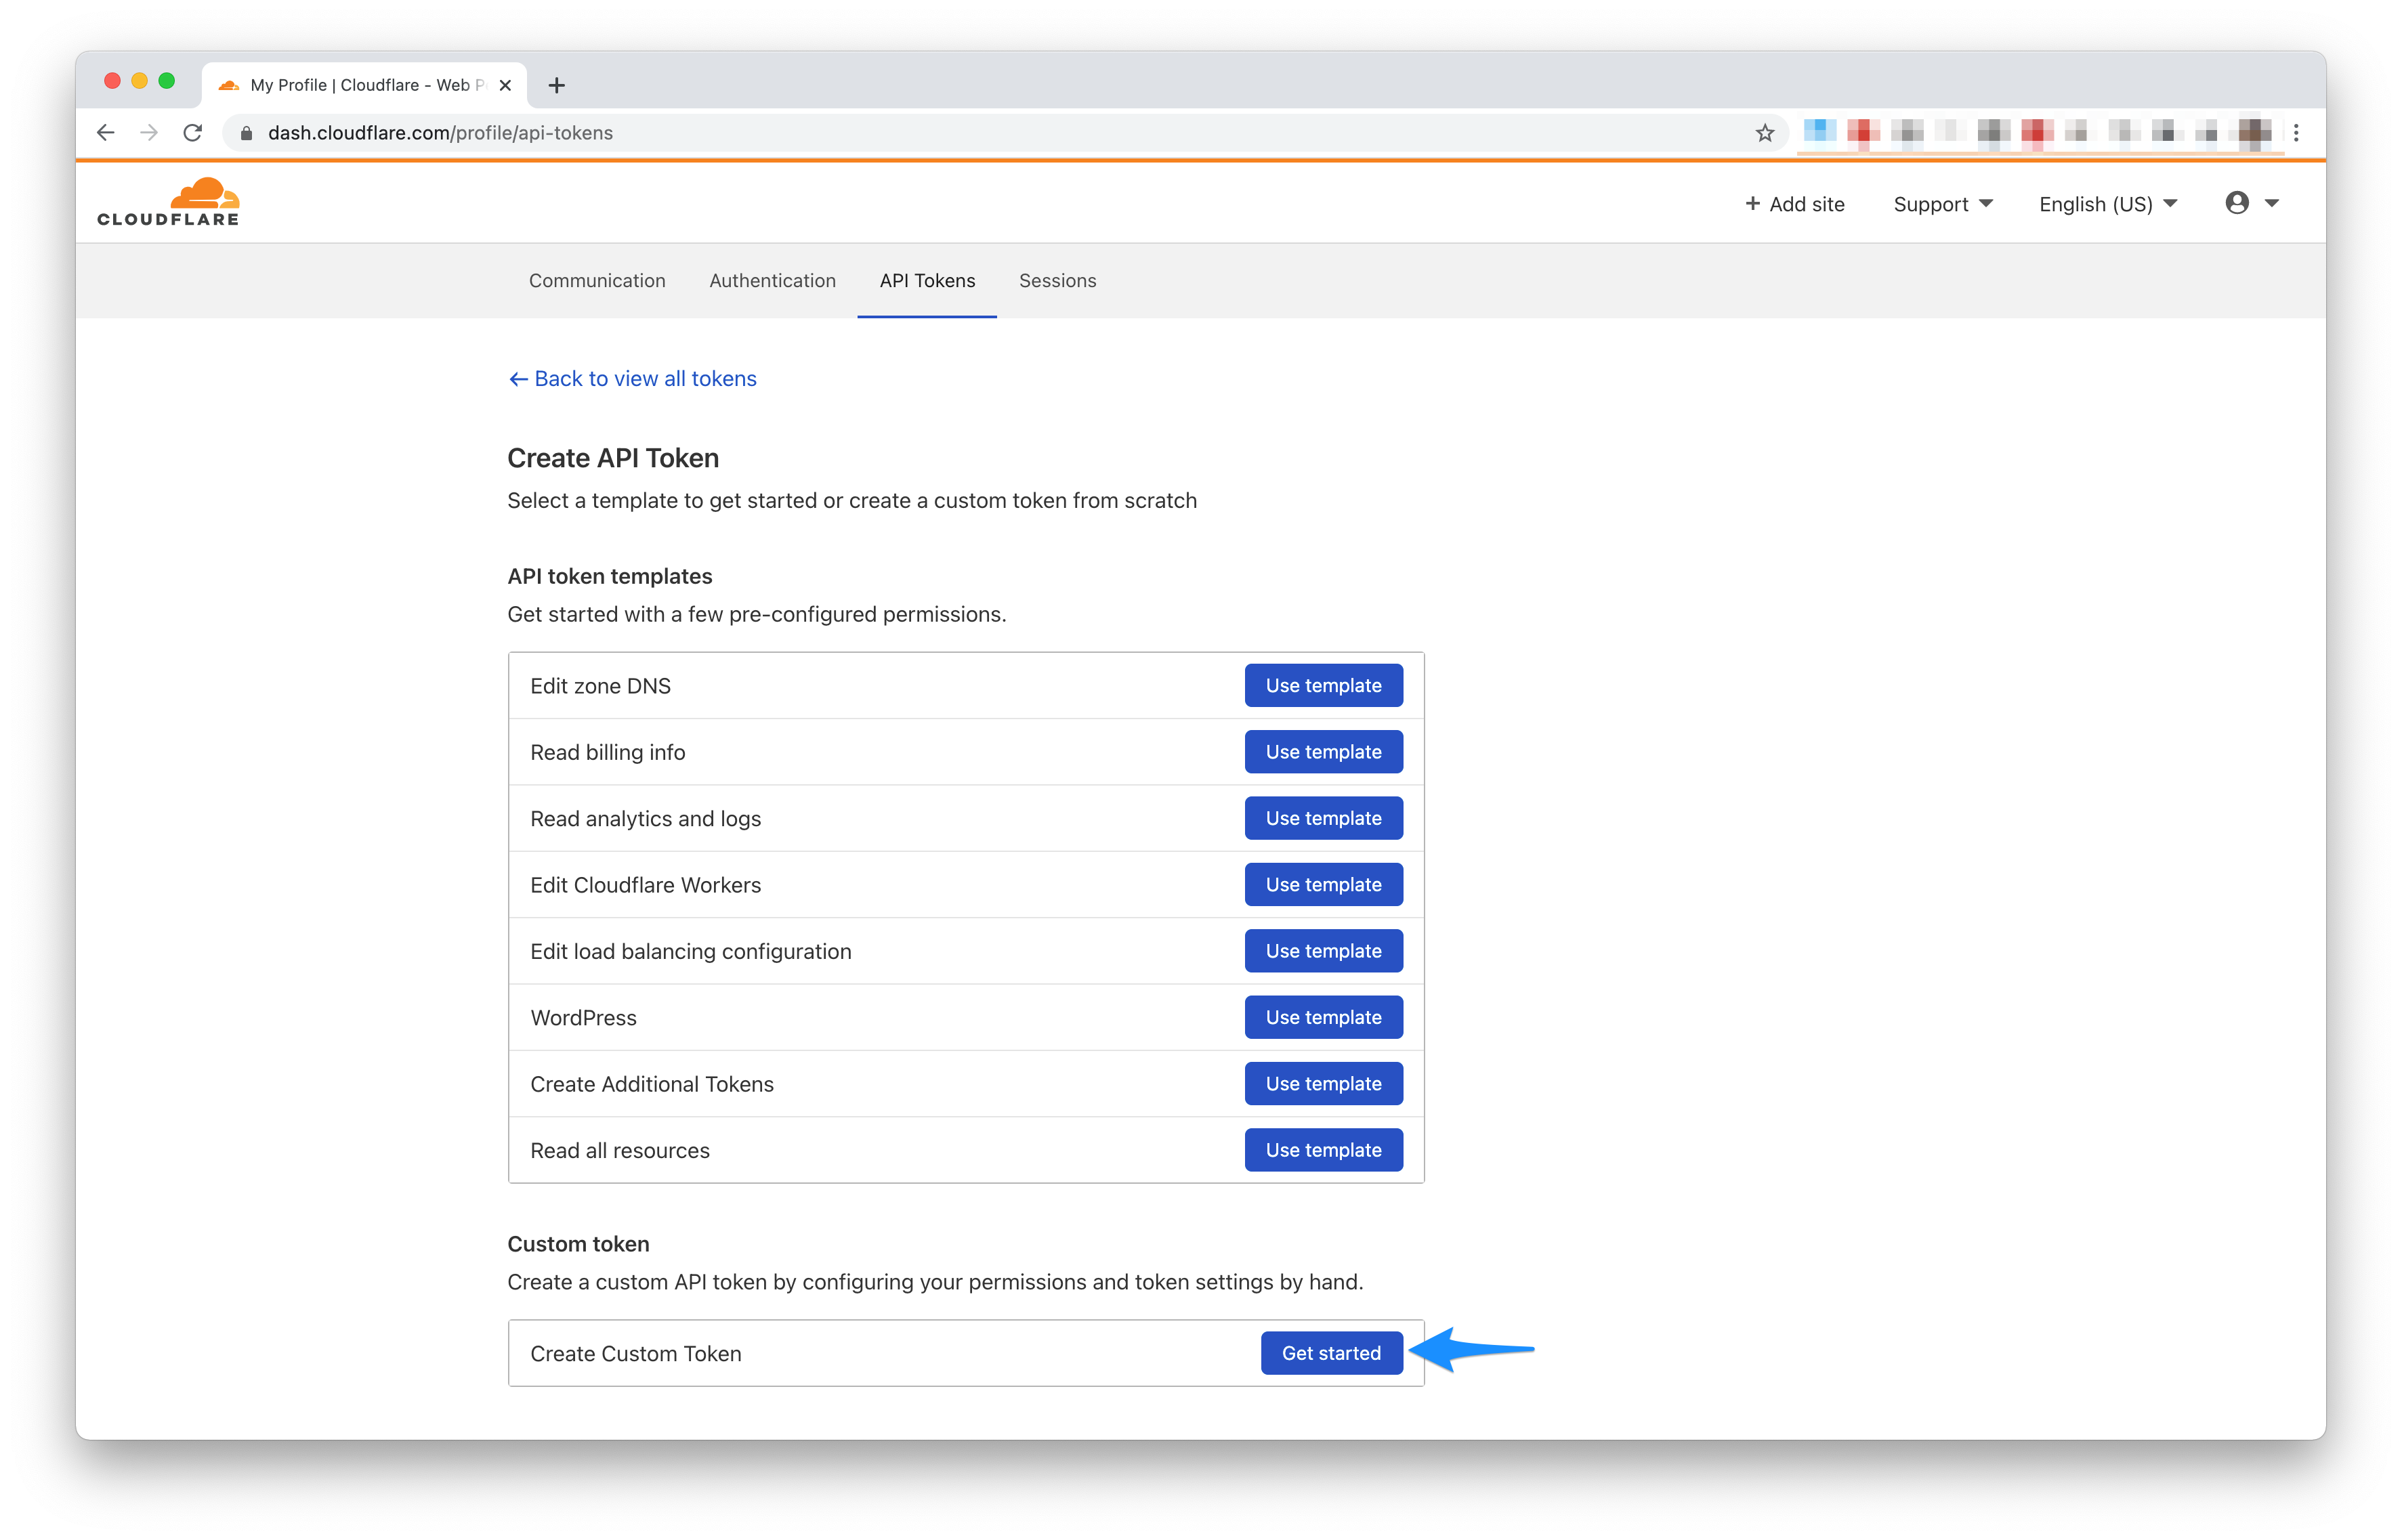 My Profile | Cloudflare - Web P
dash.cloudflare.com/profile/api-tokens
CLOUDFLARE
+ Add site
Support
English (US)
Communication
Authentication
API Tokens
Sessions
← Back to view all tokens
Create API Token
Select a template to get started or create a custom token from scratch
API token templates
Get started with a few pre-configured permissions.
Edit zone DNS
Use template
Read billing info
Use template
Read analytics and logs
Use template
Edit Cloudflare Workers
Use template
Edit load balancing configuration
Use template
WordPress
Use template
Create Additional Tokens
Use template
Read all resources
Use template
Custom token
Create a custom API token by configuring your permissions and token settings by hand.
Create Custom Token
Get started